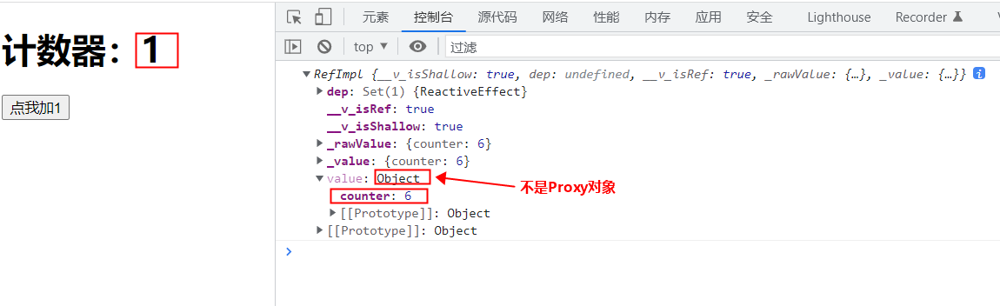 计数器：1
点我加1
元素 控制台 源代码 网络 性能 内存 应用 安全 Lighthouse Recorder
top 过滤
RefImpl {__v_isShallow: true, dep: undefined, __v_isRef: true, _rawValue: {…}, _value: {…}}
dep: Set(1) {ReactiveEffect}
__v_isRef: true
__v_isShallow: true
_rawValue: {counter: 6}
_value: {counter: 6}
value: Object
不是Proxy对象
counter: 6
[[Prototype]]: Object
[[Prototype]]: Object